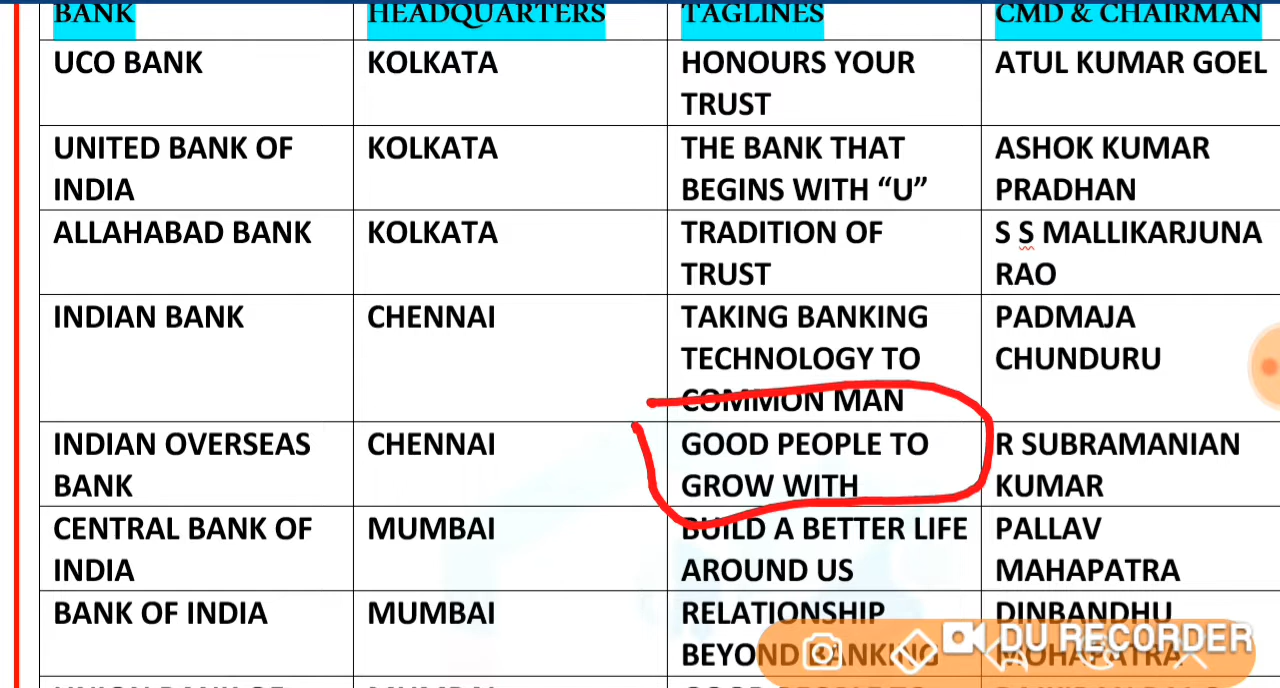 BANK HEADQUARTERS TAGLINES CMD & CHAIRMAN
UCO BANK KOLKATA HONOURS YOUR ATUL KUMAR GOEL
TRUST
UNITED BANK OF KOLKATA THE BANK THAT ASHOK KUMAR
INDIA BEGINS WITH “U” PRADHAN
ALLAHABAD BANK KOLKATA TRADITION OF S S MALLIKARJUNA
TRUST RAO
INDIAN BANK CHENNAI TAKING BANKING PADMAJA
TECHNOLOGY TO CHUNDURU
COMMON MAN
INDIAN OVERSEAS CHENNAI GOOD PEOPLE TO R SUBRAMANIAN
BANK GROW WITH KUMAR
CENTRAL BANK OF MUMBAI BUILD A BETTER LIFE PALLAV
INDIA AROUND US MAHAPATRA
BANK OF INDIA MUMBAI RELATIONSHIP DINBANDHU
DU RECORDER
BEYOND BANKING MOHAPATRA